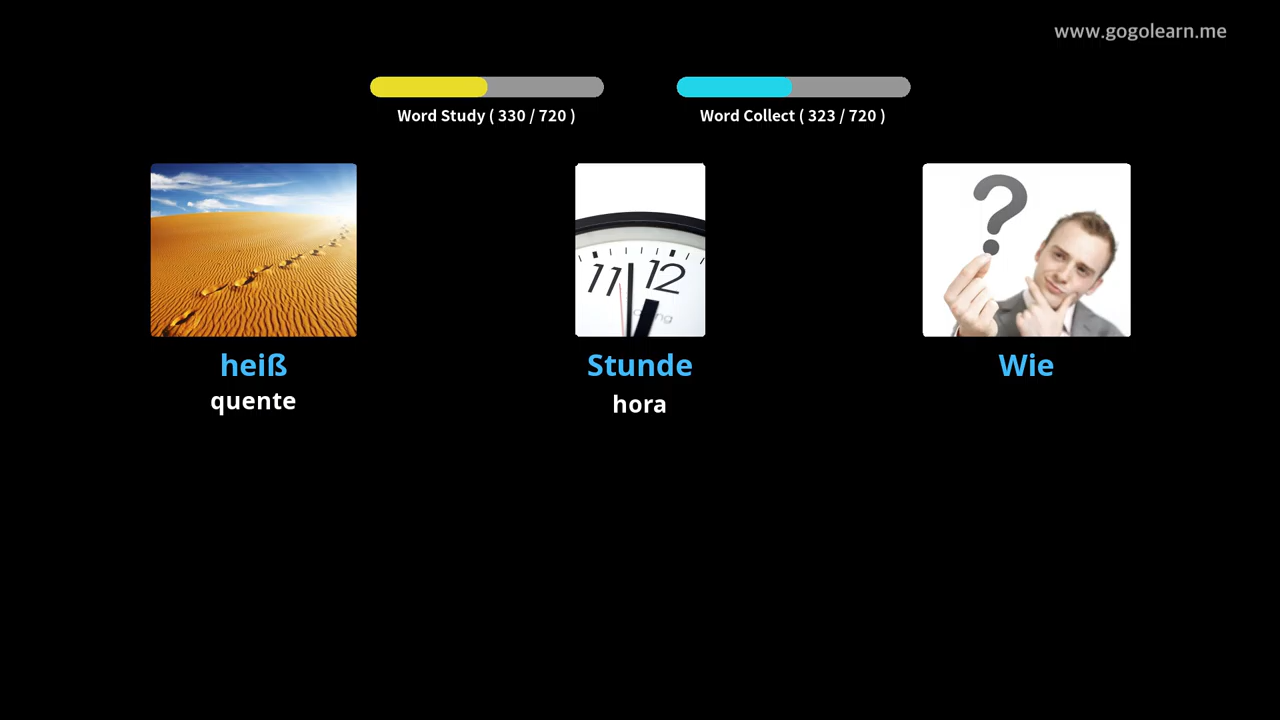 www.gogolearn.me
Word Study ( 330 / 720 )
Word Collect ( 323 / 720 )
11 12
heiß
quente
Stunde
hora
?
Wie